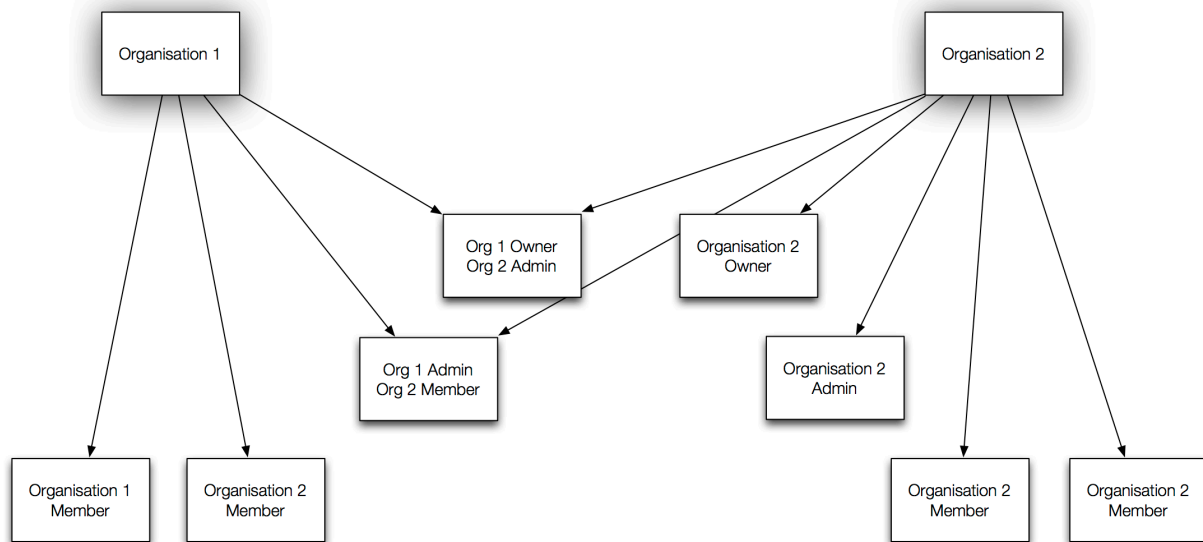 Organisation 1
Organisation 2
Org 1 Owner
Org 2 Admin
Organisation 2
Owner
Org 1 Admin
Org 2 Member
Organisation 2
Admin
Organisation 1
Member
Organisation 2
Member
Organisation 2
Member
Organisation 2
Member